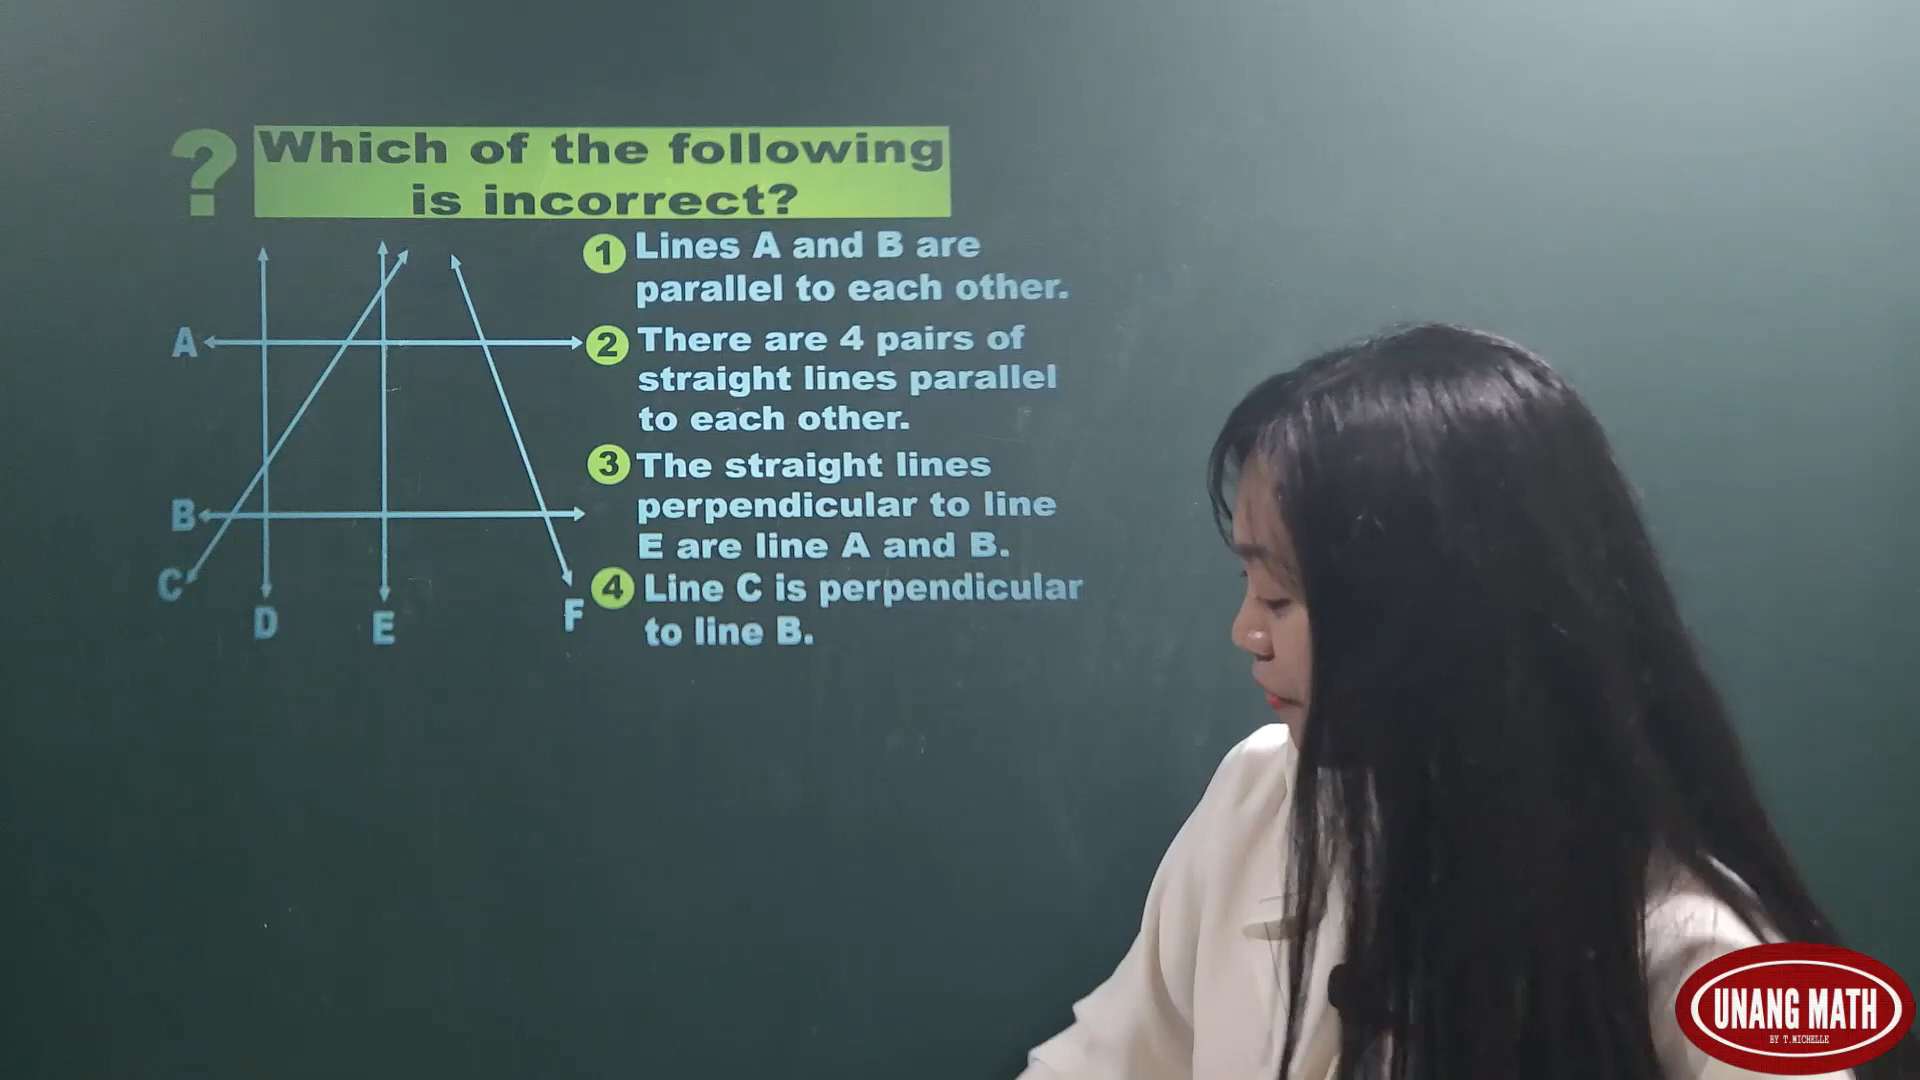 ? Which of the following
is incorrect?
1 Lines A and B are
parallel to each other.
2 There are 4 pairs of
straight lines parallel
to each other.
3 The straight lines
perpendicular to line
E are line A and B.
4 Line C is perpendicular
to line B.
A
B
C
D
E
F
UNANG MATH
BY T.MICHELLE